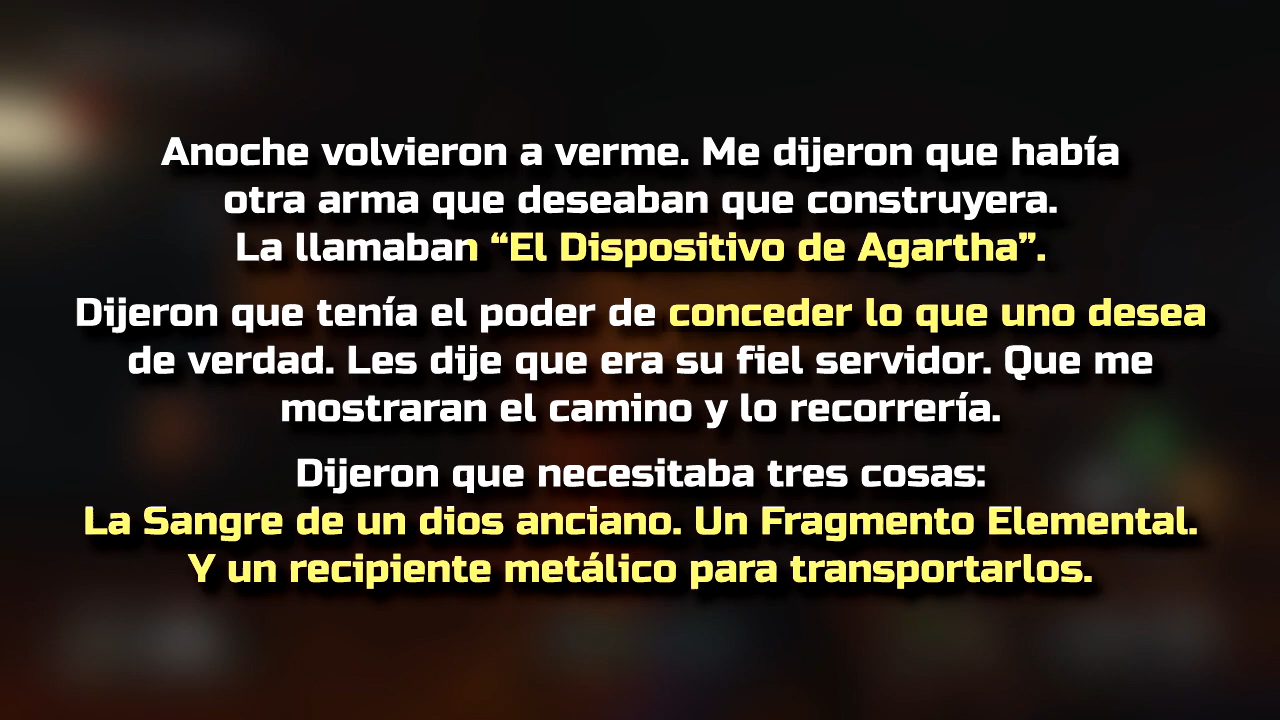 Anoche volvieron a verme. Me dijeron que había
otra arma que deseaban que construyera.
La llamaban “El Dispositivo de Agartha”.
Dijeron que tenía el poder de conceder lo que uno desea
de verdad. Les dije que era su fiel servidor. Que me
mostraran el camino y lo recorrería.
Dijeron que necesitaba tres cosas:
La Sangre de un dios anciano. Un Fragmento Elemental.
Y un recipiente metálico para transportarlos.